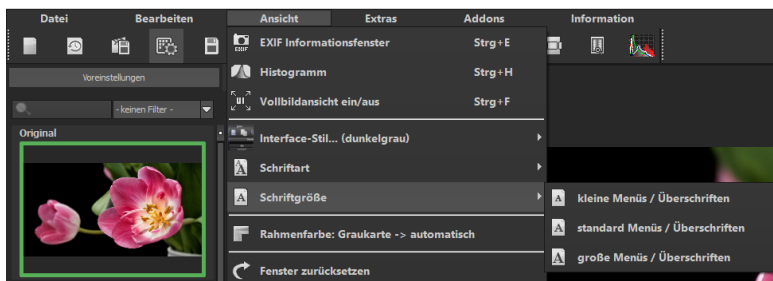 Datei Bearbeiten Ansicht Extras Addons Information
EXIF
EXIF Informationsfenster Strg+E
Histogramm Strg+H
Voreinstellungen
UI
Vollbildansicht ein/aus Strg+F
- keinen Filter -
Original
Interface-Stil... (dunkelgrau)
A Schriftart
A Schriftgröße
A kleine Menüs / Überschriften
A standard Menüs / Überschriften
Rahmenfarbe: Graukarte -> automatisch
A große Menüs / Überschriften
Fenster zurücksetzen